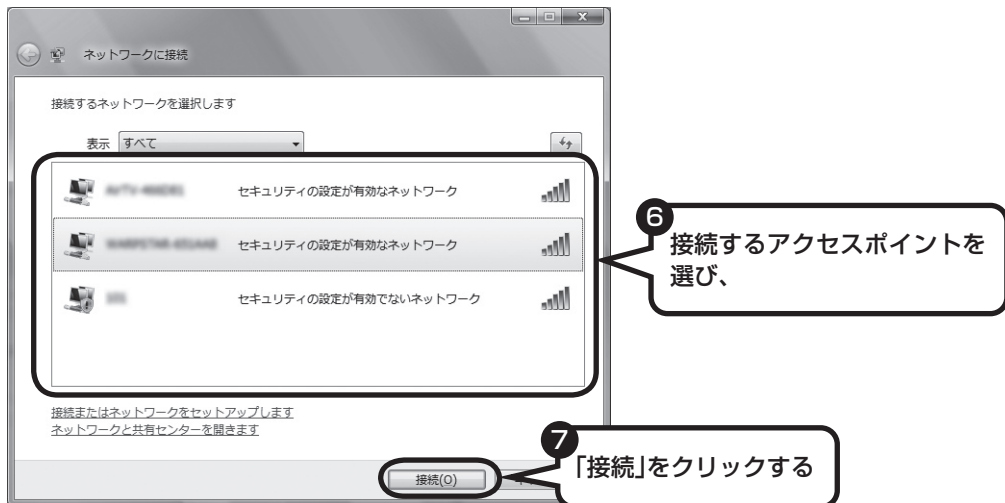 ネットワークに接続
接続するネットワークを選択します
表示 すべて
セキュリティの設定が有効なネットワーク
セキュリティの設定が有効なネットワーク
セキュリティの設定が有効でないネットワーク
❻
接続するアクセスポイントを
選び、
接続またはネットワークをセットアップします
ネットワークと共有センターを開きます
❼
「接続」をクリックする
接続(O)